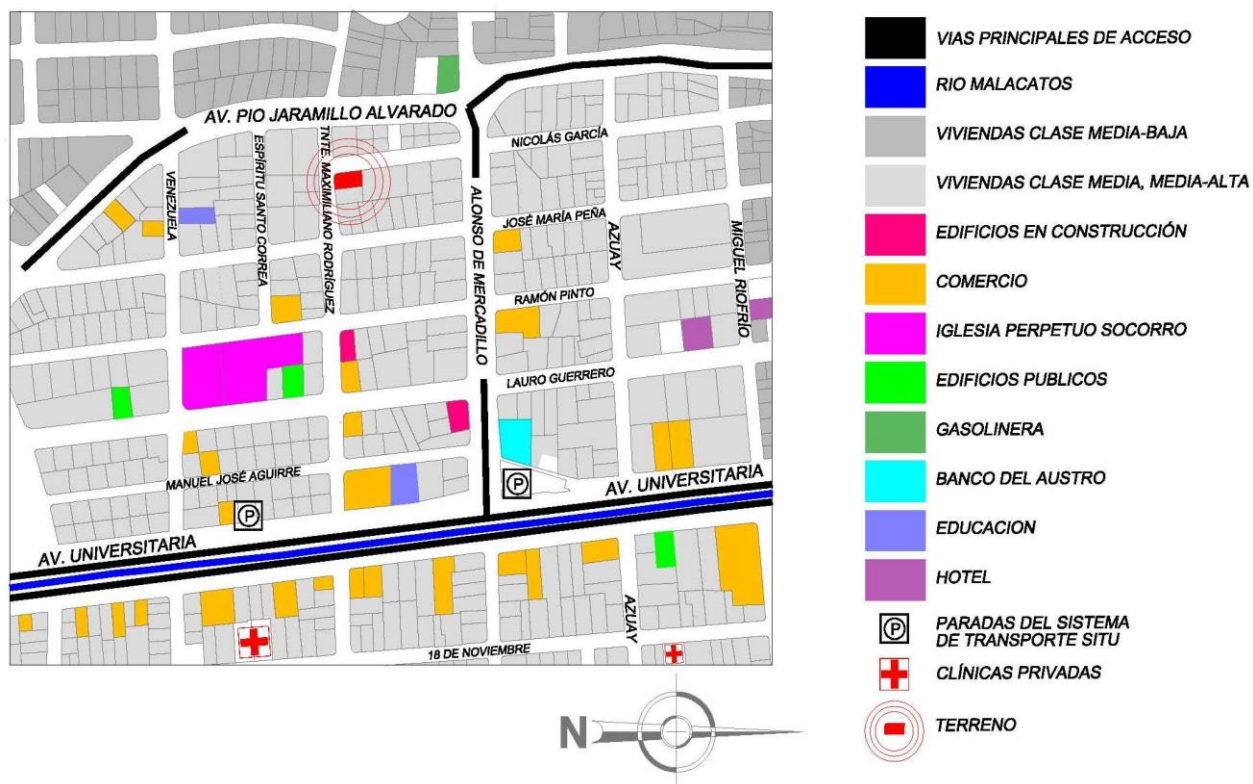 AV. PIO JARAMILLO ALVARADO
NICOLÁS GARCÍA
VENEZUELA
ESPÍRITU SANTO CORREA
TNTE. MAXIMILIANO RODRÍGUEZ
ALONSO DE MERCADILLO
JOSÉ MARÍA PEÑA
AZUAY
MIGUEL RIOFRÍO
RAMÓN PINTO
LAURO GUERRERO
MANUEL JOSÉ AGUIRRE
P
P
AV. UNIVERSITARIA
AV. UNIVERSITARIA
AZUAY
18 DE NOVIEMBRE
N
VIAS PRINCIPALES DE ACCESO
RIO MALACATOS
VIVIENDAS CLASE MEDIA-BAJA
VIVIENDAS CLASE MEDIA, MEDIA-ALTA
EDIFICIOS EN CONSTRUCCIÓN
COMERCIO
IGLESIA PERPETUO SOCORRO
EDIFICIOS PUBLICOS
GASOLINERA
BANCO DEL AUSTRO
EDUCACION
HOTEL
P
PARADAS DEL SISTEMA
DE TRANSPORTE SITU
CLÍNICAS PRIVADAS
TERRENO